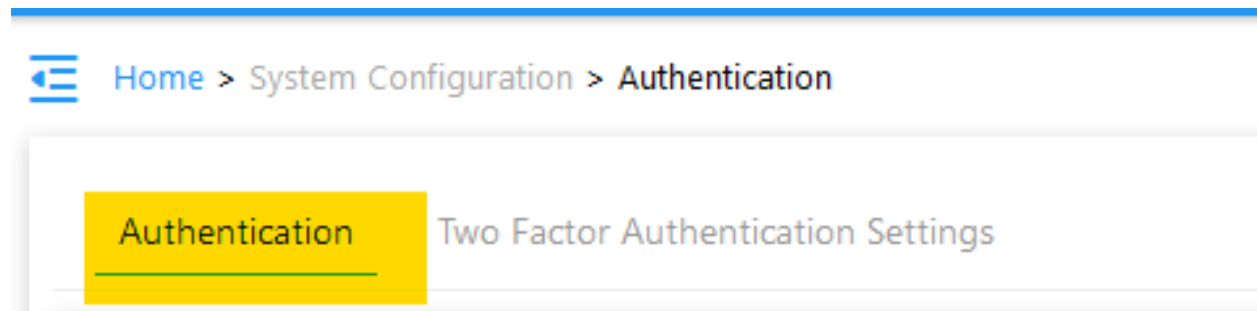 Home > System Configuration > Authentication
Authentication Two Factor Authentication Settings